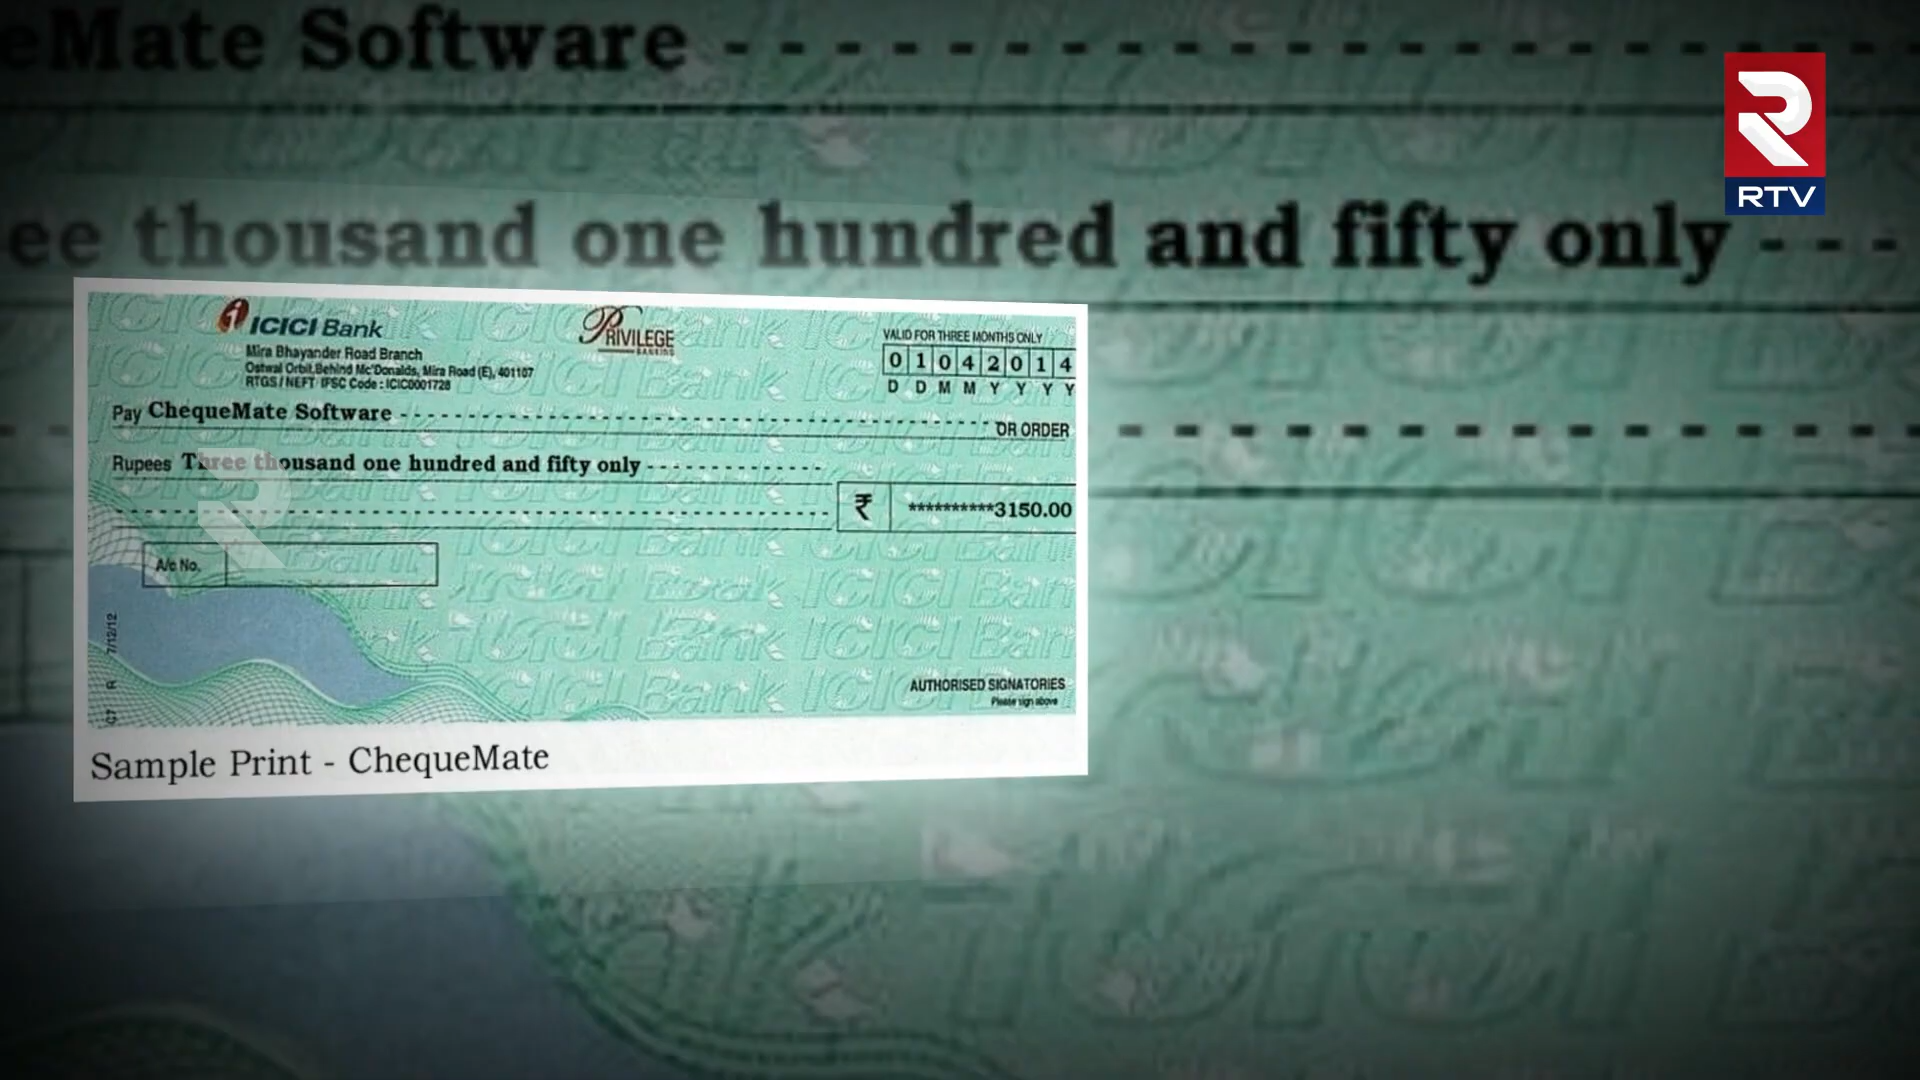 eMate Software
RTV
ee thousand one hundred and fifty only
ICICI Bank
PRIVILEGE
BANKING
VALID FOR THREE MONTHS ONLY
Mira Bhayander Road Branch
Ostwal Orbit,Behind Mc'Donalds, Mira Road (E), 401107
RTGS / NEFT IFSC Code : ICIC0001728
0 1 0 4 2 0 1 4
D D M M Y Y Y Y
Pay ChequeMate Software
OR ORDER
Rupees Three thousand one hundred and fifty only
₹ **********3150.00
A/c No.
7/12/12
R
AUTHORISED SIGNATORIES
Please sign above
Sample Print - ChequeMate